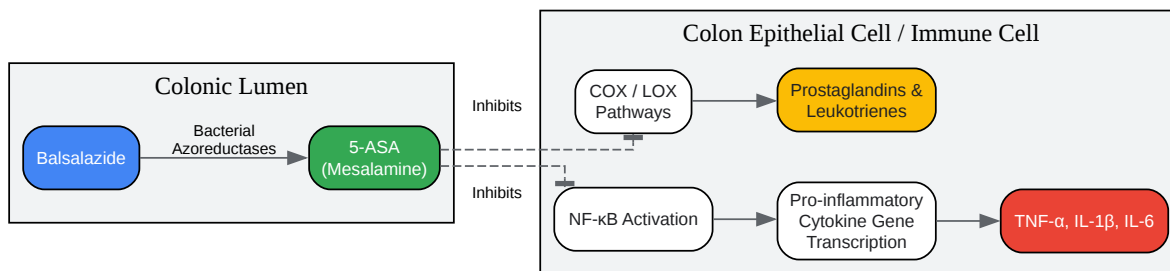 Colonic Lumen
Balsalazide
Bacterial
Azoreductases
5-ASA
(Mesalamine)
Inhibits
Inhibits
Colon Epithelial Cell / Immune Cell
COX / LOX
Pathways
Prostaglandins &
Leukotrienes
NF-κB Activation
Pro-inflammatory
Cytokine Gene
Transcription
TNF-α, IL-1β, IL-6